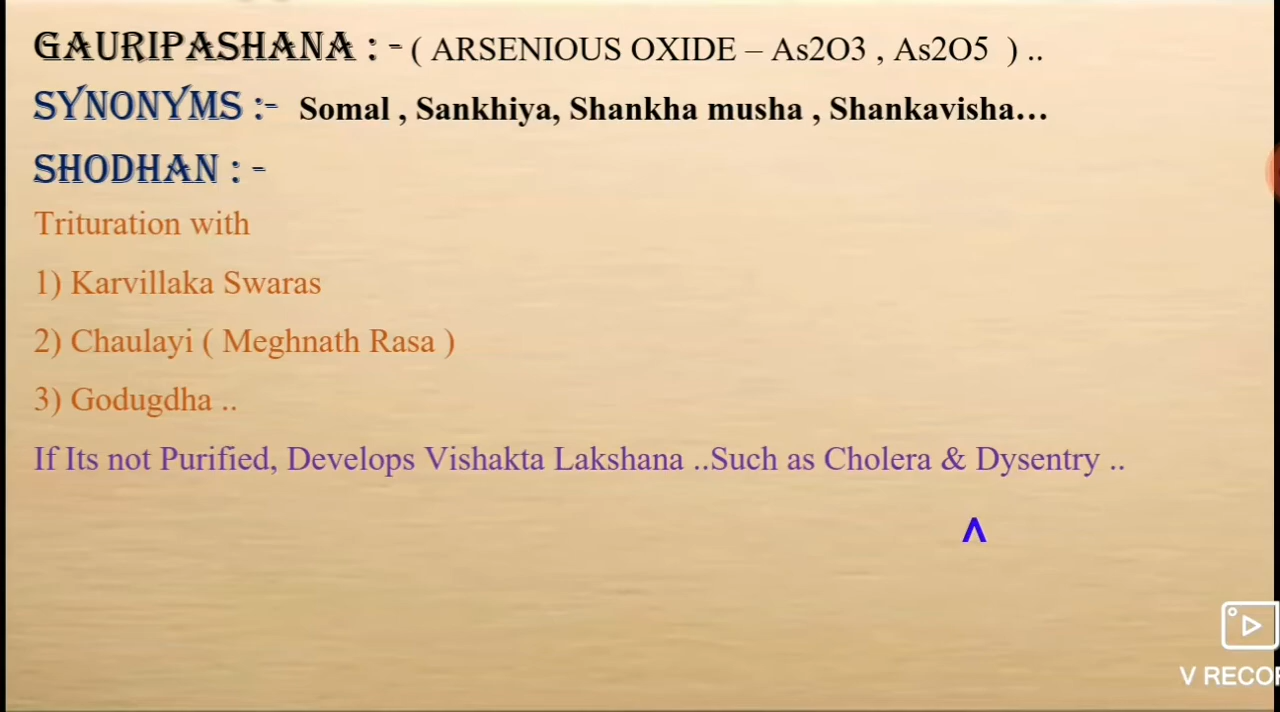 GAURIPASHANA : - ( ARSENIOUS OXIDE – As2O3 , As2O5 ) ..
SYNONYMS :- Somal , Sankhiya, Shankha musha , Shankavisha...
SHODHAN : -
Trituration with
1) Karvillaka Swaras
2) Chaulayi ( Meghnath Rasa )
3) Godugdha ..
If Its not Purified, Develops Vishakta Lakshana ..Such as Cholera & Dysentry ..
^
V RECOR